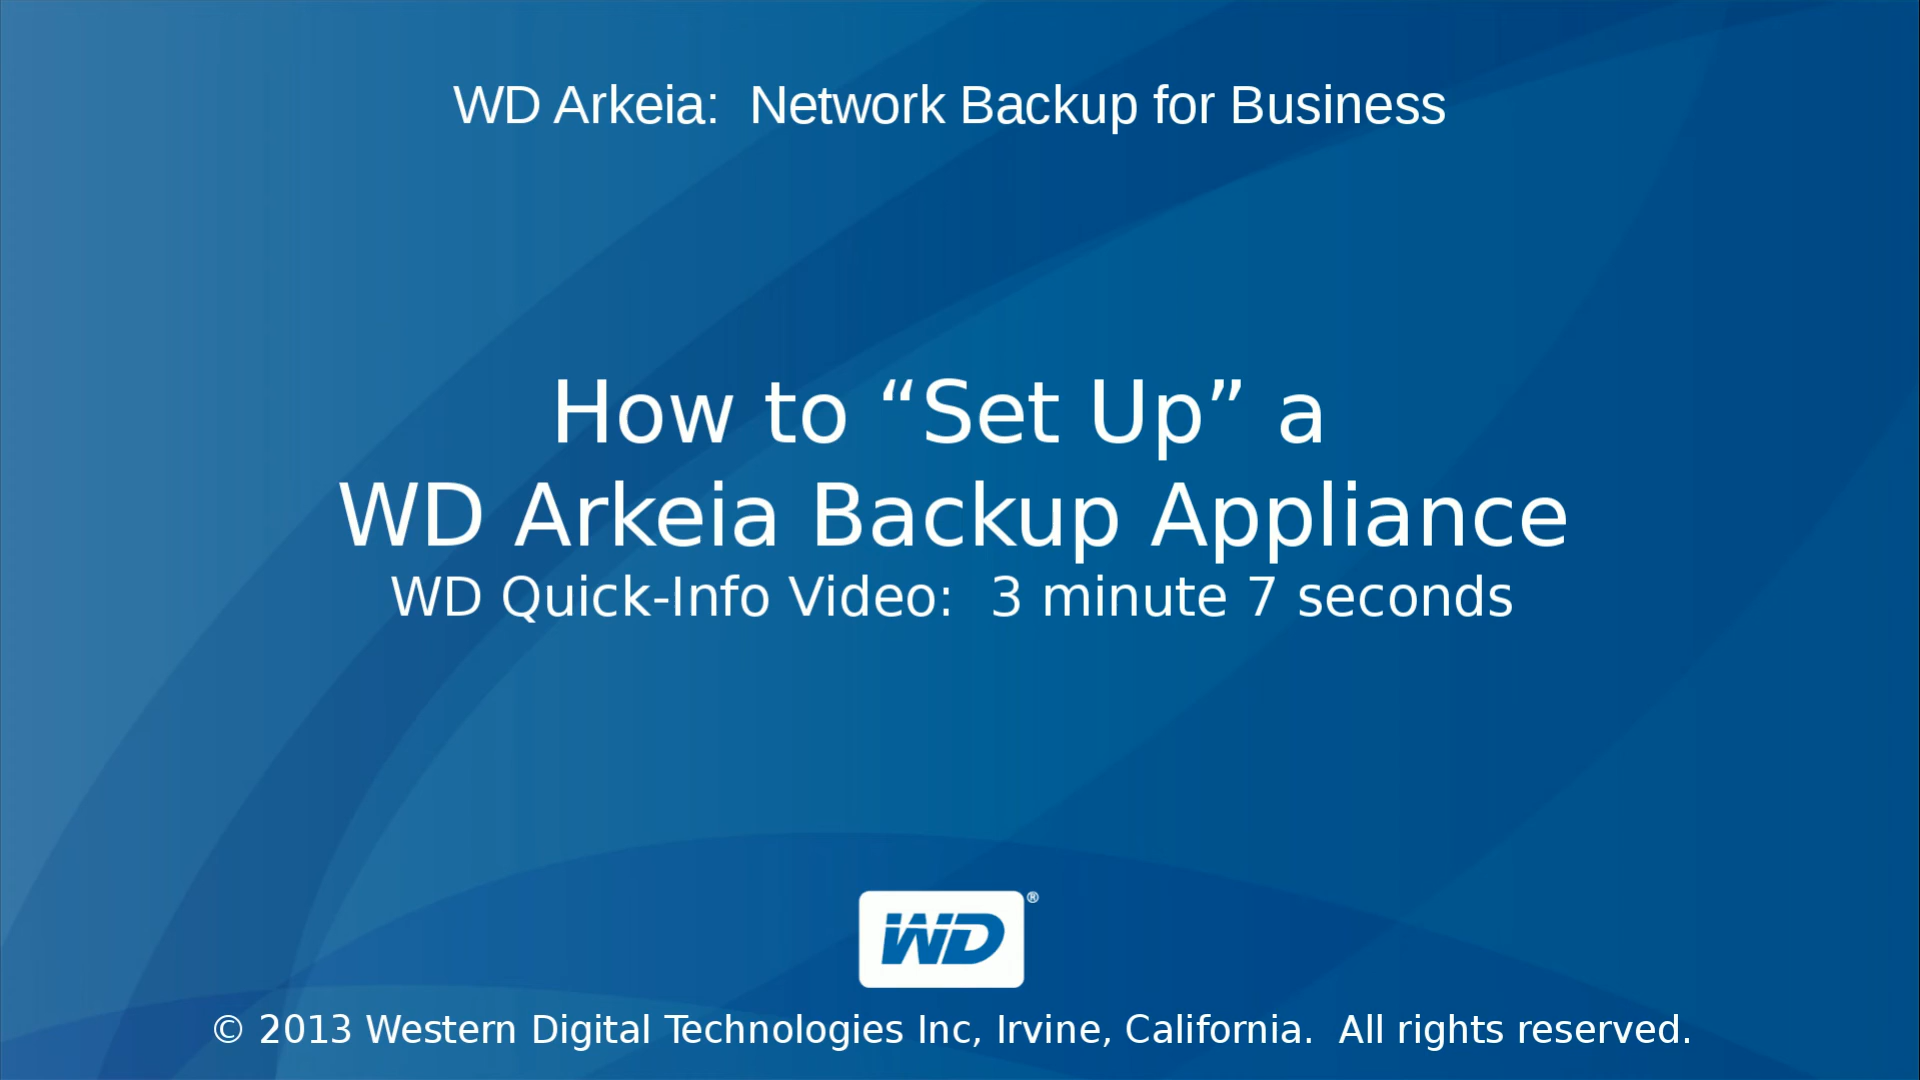 WD Arkeia:  Network Backup for Business
How to “Set Up” a
WD Arkeia Backup Appliance
WD Quick-Info Video:  3 minute 7 seconds
WD®
© 2013 Western Digital Technologies Inc, Irvine, California.  All rights reserved.